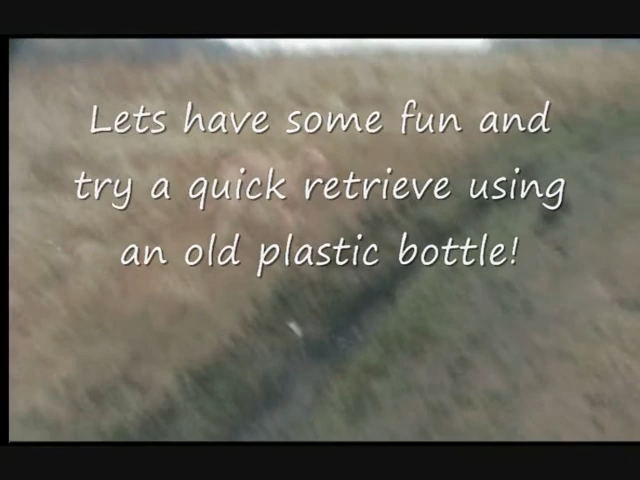 Lets have some fun and
try a quick retrieve using
an old plastic bottle!